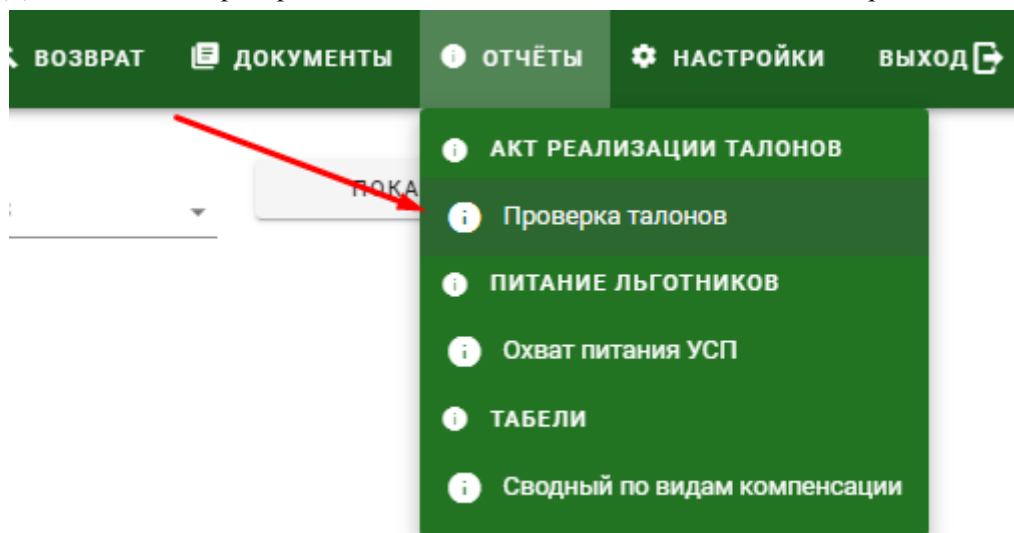 ВОЗВРАТ ДОКУМЕНТЫ ОТЧЁТЫ НАСТРОЙКИ ВЫХОД
АКТ РЕАЛИЗАЦИИ ТАЛОНОВ
ПОКА
Проверка талонов
ПИТАНИЕ ЛЬГОТНИКОВ
Охват питания УСП
ТАБЕЛИ
Сводный по видам компенсации